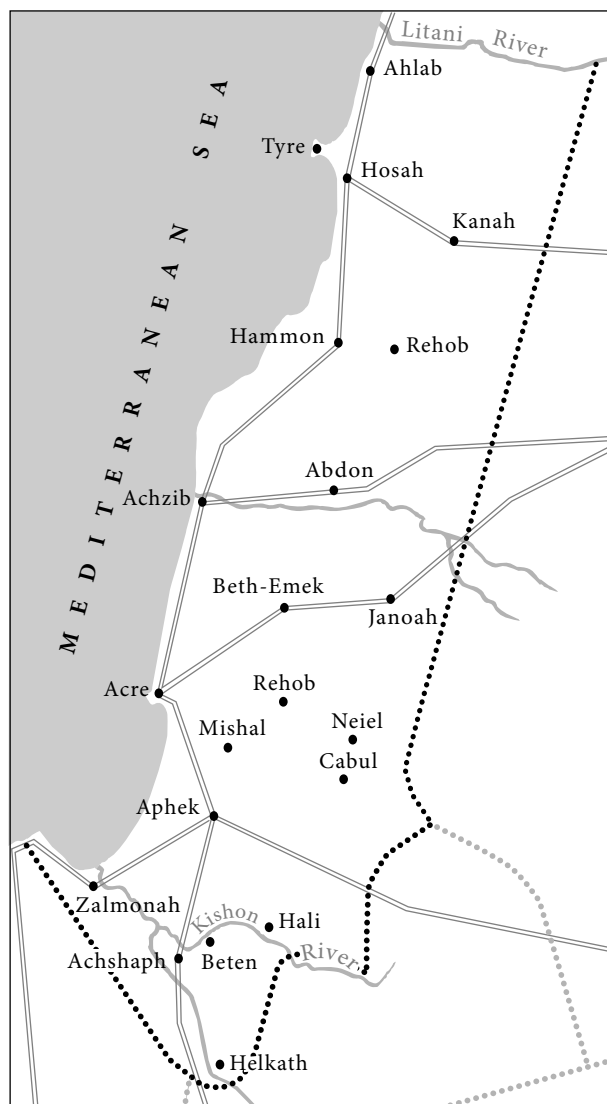 Litani River
Ahlab
MEDITERRANEAN SEA
Tyre
Hosah
Kanah
Hammon
Rehob
Abdon
Achzib
Beth-Emek
Janoah
Acre
Rehob
Mishal
Neiel
Cabul
Aphek
Zalmonah
Kishon River
Hali
Achshaph
Beten
Helkath